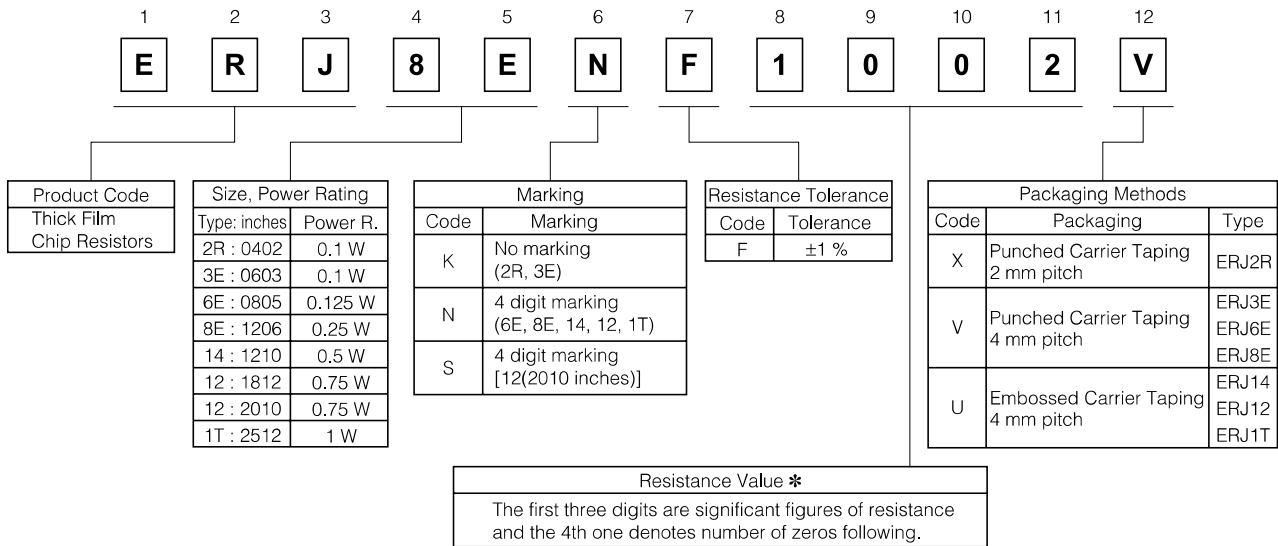 1 2 3 4 5 6 7 8 9 10 11 12
E R J 8 E N F 1 0 0 2 V
Product Code
Thick Film
Chip Resistors
Size, Power Rating
Type: inches Power R.
2R : 0402 0.1 W
3E : 0603 0.1 W
6E : 0805 0.125 W
8E : 1206 0.25 W
14 : 1210 0.5 W
12 : 1812 0.75 W
12 : 2010 0.75 W
1T : 2512 1 W
Marking
Code Marking
K No marking
(2R, 3E)
N 4 digit marking
(6E, 8E, 14, 12, 1T)
S 4 digit marking
[12(2010 inches)]
Resistance Tolerance
Code Tolerance
F ±1 %
Packaging Methods
Code Packaging Type
X Punched Carrier Taping
2 mm pitch
ERJ2R
V Punched Carrier Taping
4 mm pitch
ERJ3E
ERJ6E
ERJ8E
U Embossed Carrier Taping
4 mm pitch
ERJ14
ERJ12
ERJ1T
Resistance Value ✻
The first three digits are significant figures of resistance
and the 4th one denotes number of zeros following.